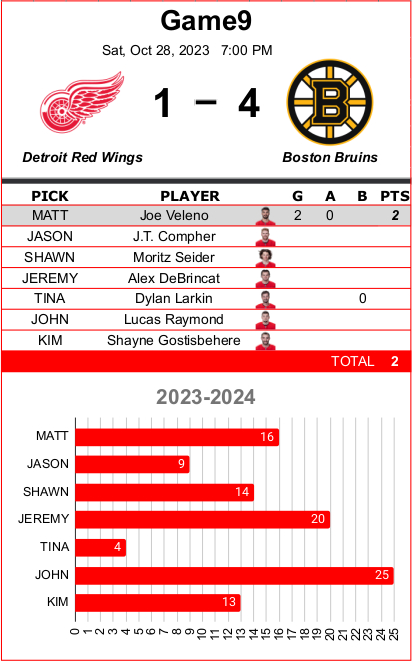 Game9
Sat, Oct 28, 2023 7:00 PM
1 – 4
B
Detroit Red Wings Boston Bruins
PICK PLAYER G A B PTS
MATT Joe Veleno 2 0 2
JASON J.T. Compher
SHAWN Moritz Seider
JEREMY Alex DeBrincat
TINA Dylan Larkin 0
JOHN Lucas Raymond
KIM Shayne Gostisbehere
TOTAL 2
2023-2024
MATT 16
JASON 9
SHAWN 14
JEREMY 20
TINA 4
JOHN 25
KIM 13
0 1 2 3 4 5 6 7 8 9 10 11 12 13 14 15 16 17 18 19 20 21 22 23 24 25